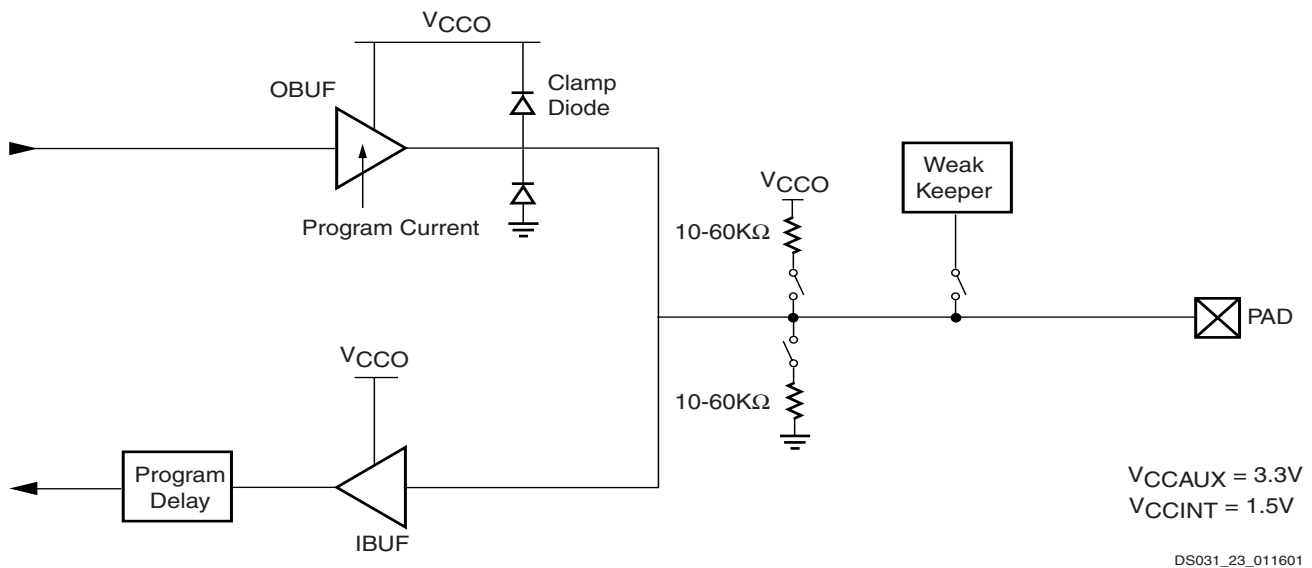 VCCO
OBUF
Clamp
Diode
Program Current
VCCO
10-60KΩ
Weak
Keeper
PAD
VCCO
10-60KΩ
Program
Delay
IBUF
VCCAUX = 3.3V
VCCINT = 1.5V
DS031_23_011601